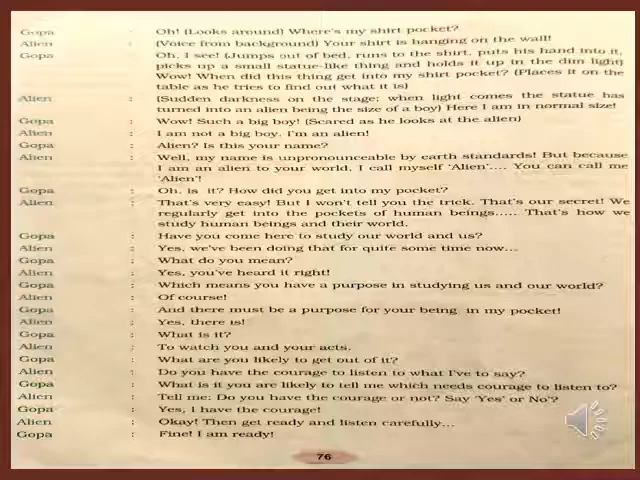 Gopa : Oh! (Looks around) Where's my shirt pocket?
Alien : (Voice from background) Your shirt is hanging on the wall!
Gopa : Oh, I see! (Jumps out of bed, runs to the shirt, puts his hand into it,
picks up a small statue-like thing and holds it up in the dim light)
Wow! When did this thing get into my shirt pocket? (Places it on the
table as he tries to find out what it is)
Alien : (Sudden darkness on the stage; when light comes the statue has
turned into an alien being the size of a boy) Here I am in normal size!
Gopa : Wow! Such a big boy! (Scared as he looks at the alien)
Alien : I am not a big boy. I'm an alien!
Gopa : Alien? Is this your name?
Alien : Well, my name is unpronounceable by earth standards! But because
I am an alien to your world, I call myself 'Alien'.... You can call me
'Alien'!
Gopa : Oh, is it? How did you get into my pocket?
Alien : That's very easy! But I won't tell you the trick. That's our secret! We
regularly get into the pockets of human beings..... That's how we
study human beings and their world.
Gopa : Have you come here to study our world and us?
Alien : Yes, we've been doing that for quite some time now...
Gopa : What do you mean?
Alien : Yes, you've heard it right!
Gopa : Which means you have a purpose in studying us and our world?
Alien : Of course!
Gopa : And there must be a purpose for your being in my pocket!
Alien : Yes, there is!
Gopa : What is it?
Alien : To watch you and your acts.
Gopa : What are you likely to get out of it?
Alien : Do you have the courage to listen to what I've to say?
Gopa : What is it you are likely to tell me which needs courage to listen to?
Alien : Tell me: Do you have the courage or not? Say 'Yes' or No'?
Gopa : Yes, I have the courage!
Alien : Okay! Then get ready and listen carefully...
Gopa : Fine! I am ready!
76